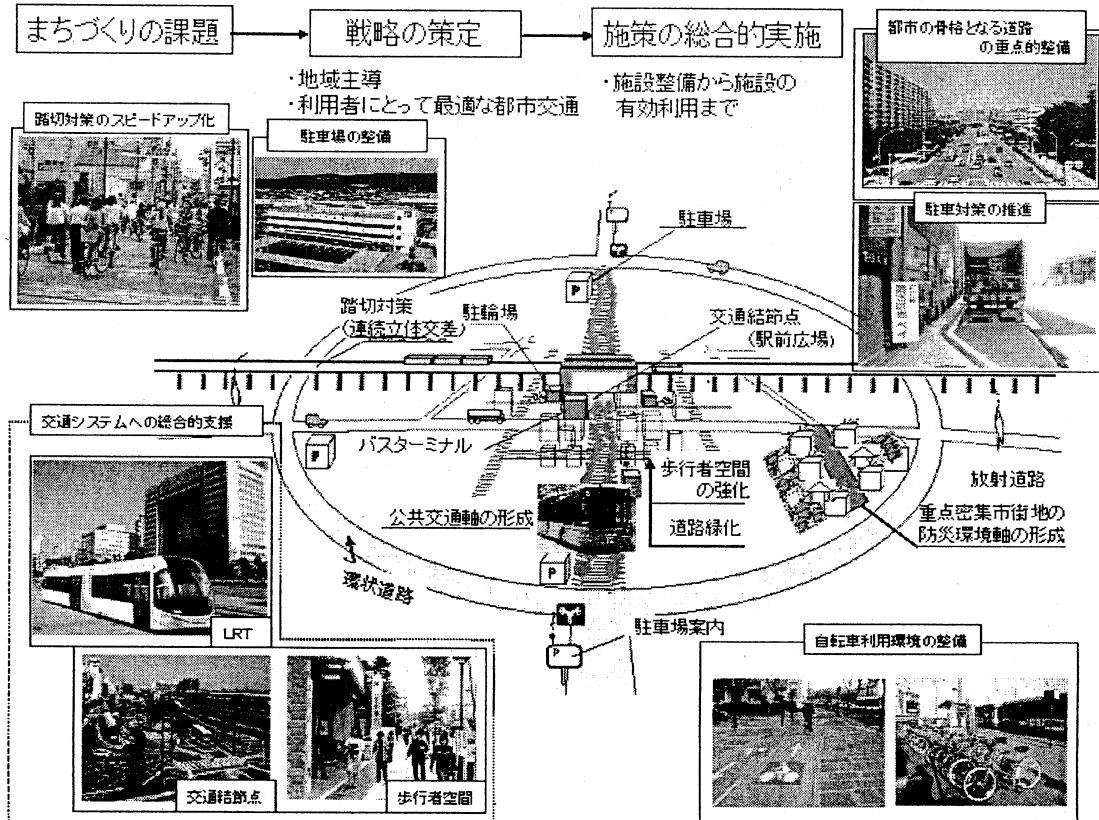 まちづくりの課題
戦略の策定
施策の総合的実施
・地域主導
・利用者にとって最適な都市交通
・施設整備から施設の
有効利用まで
都市の骨格となる道路
の重点的整備
踏切対策のスピードアップ化
駐車場の整備
駐車対策の推進
駐車場
P
踏切対策
(連続立体交差)
駐輪場
交通結節点
(駅前広場)
交通システムへの総合的支援
バスターミナル
P
歩行者空間
の強化
放射道路
公共交通軸の形成
道路緑化
重点密集市街地の
防災環境軸の形成
P
環状道路
LRT
駐車場案内
P
自転車利用環境の整備
交通結節点
歩行者空間